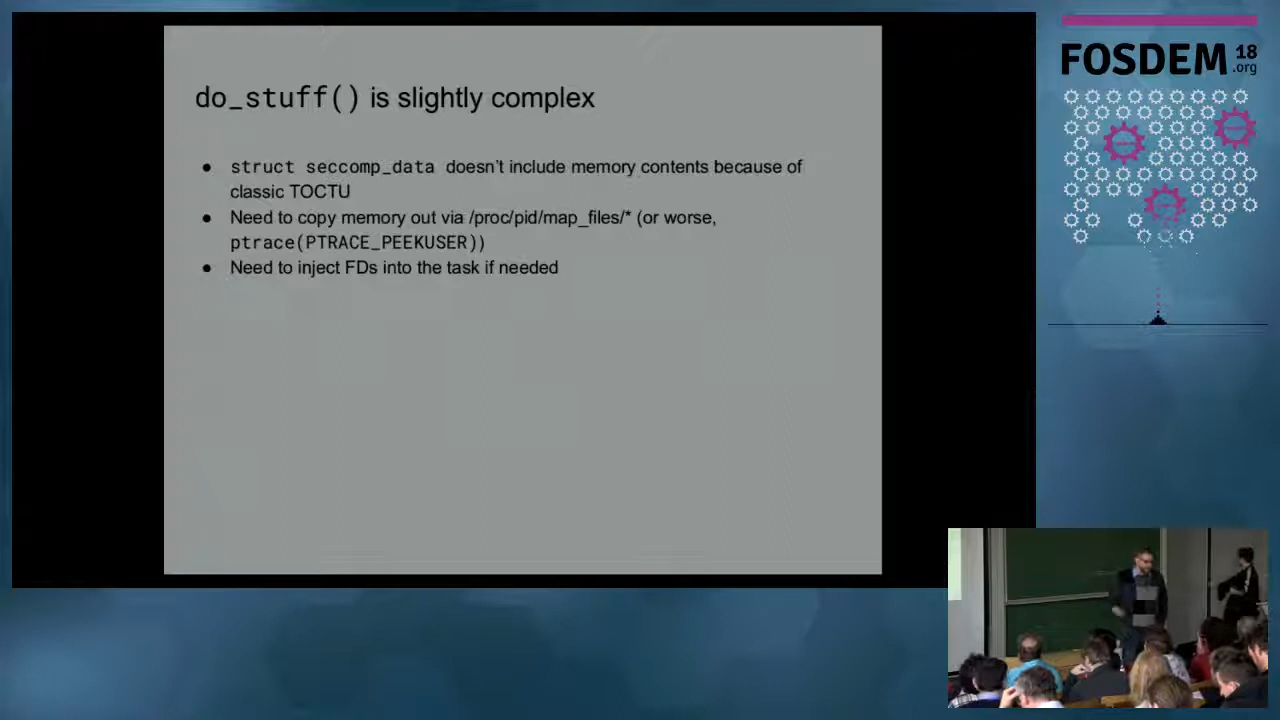 do_stuff() is slightly complex
● struct seccomp_data doesn't include memory contents because of
classic TOCTU
● Need to copy memory out via /proc/pid/map_files/* (or worse,
ptrace(PTRACE_PEEKUSER))
● Need to inject FDs into the task if needed
FOSDEM 18
.org